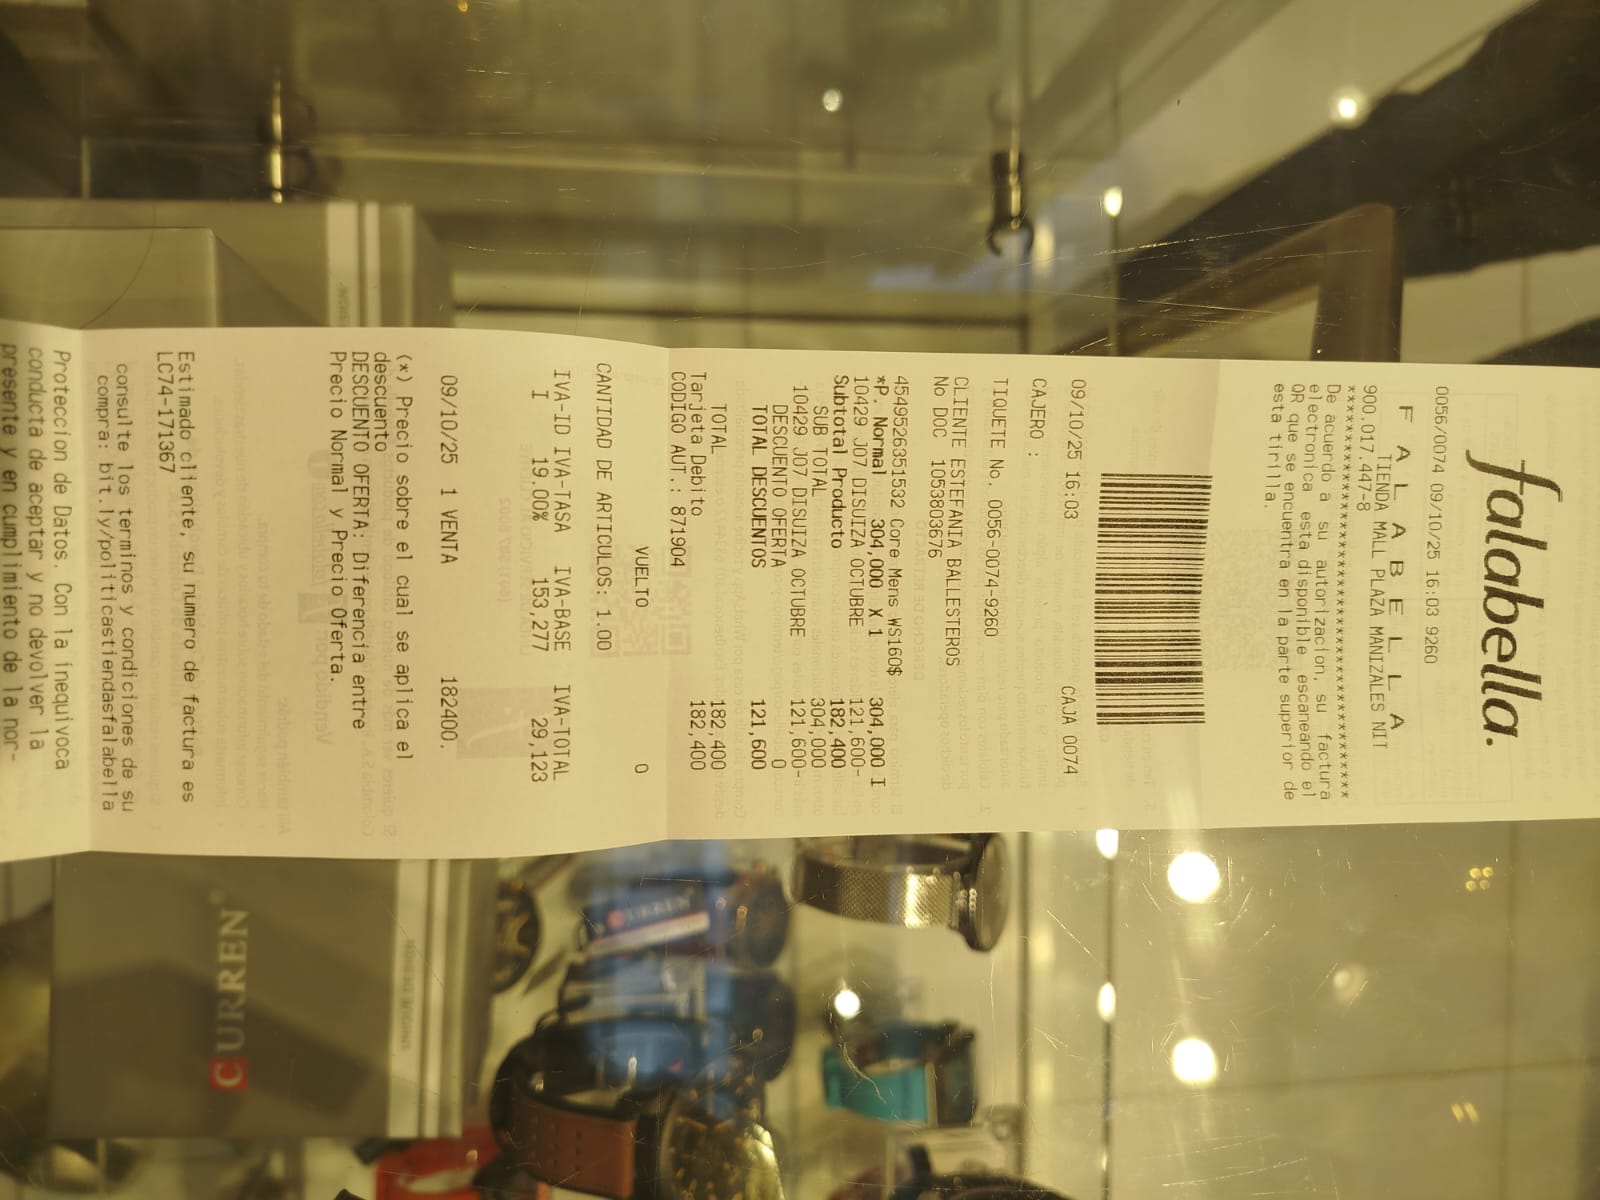 falabella.
0056/0074 09/10/25 16:03 9260
F A L A B E L L A
TIENDA MALL PLAZA MANIZALES NIT
900.017.447-8
****************************************
De acuerdo a su autorizacion, su factura
electronica esta disponible escaneando el
QR que se encuentra en la parte superior de
esta tirilla.
09/10/25 16:03 CAJA 0074
CAJERO :
TIQUETE No. 0056-0074-9260
CLIENTE ESTEFANIA BALLESTEROS
No DOC 1053803676
4549526351532 Core Mens WS160$
*P. Normal 304,000 X 1 304,000 I
10429 J07 DISUIZA OCTUBRE 121,600-
Subtotal Producto 182,400
SUB TOTAL 304,000
10429 J07 DISUIZA OCTUBRE 121,600-
DESCUENTO OFERTA 0
TOTAL DESCUENTOS 121,600
TOTAL 182,400
Tarjeta Debito 182,400
CODIGO AUT.: 871904
VUELTO 0
CANTIDAD DE ARTICULOS: 1.00
IVA-ID IVA-TASA IVA-BASE IVA-TOTAL
I 19.00% 153,277 29,123
09/10/25 1 VENTA 182400.
(*) Precio sobre el cual se aplica el
descuento
DESCUENTO OFERTA: Diferencia entre
Precio Normal y Precio Oferta.
Estimado cliente, su numero de factura es
LC74-171367
consulte los terminos y condiciones de su
compra: bit.ly/politicastiendasfalabella
Proteccion de Datos. Con la inequivoca
conducta de aceptar y no devolver la
presente y en cumplimiento de la nor-
CURREN
CURREN